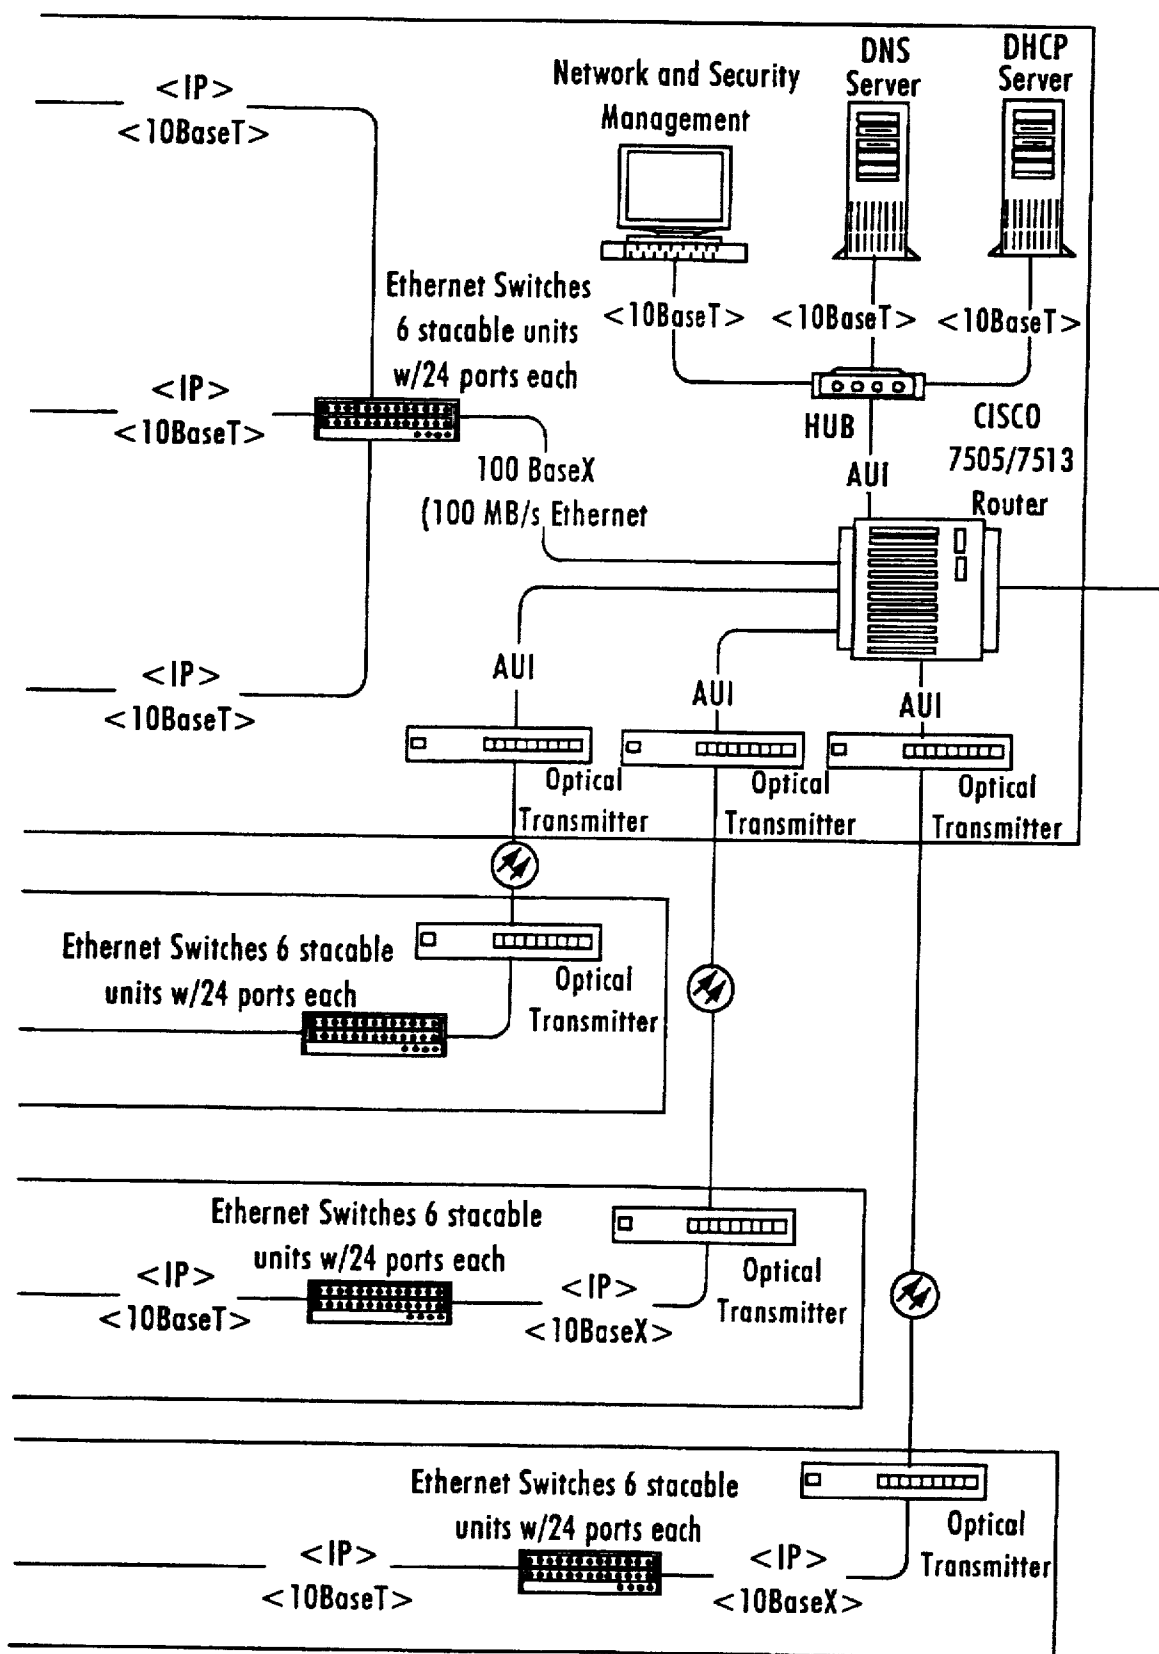 <IP>
<10BaseT>
Network and Security
Management
DNS
Server
DHCP
Server
Ethernet Switches
6 stacable units
w/24 ports each
<10BaseT>
<10BaseT>
<10BaseT>
<IP>
<10BaseT>
HUB
CISCO
7505/7513
Router
100 BaseX
(100 MB/s Ethernet
AUI
<IP>
<10BaseT>
AUI
AUI
AUI
Optical
Transmitter
Optical
Transmitter
Optical
Transmitter
Ethernet Switches 6 stacable
units w/24 ports each
Optical
Transmitter
Ethernet Switches 6 stacable
units w/24 ports each
<IP>
<10BaseT>
<IP>
<10BaseX>
Optical
Transmitter
Ethernet Switches 6 stacable
units w/24 ports each
<IP>
<10BaseT>
<IP>
<10BaseX>
Optical
Transmitter